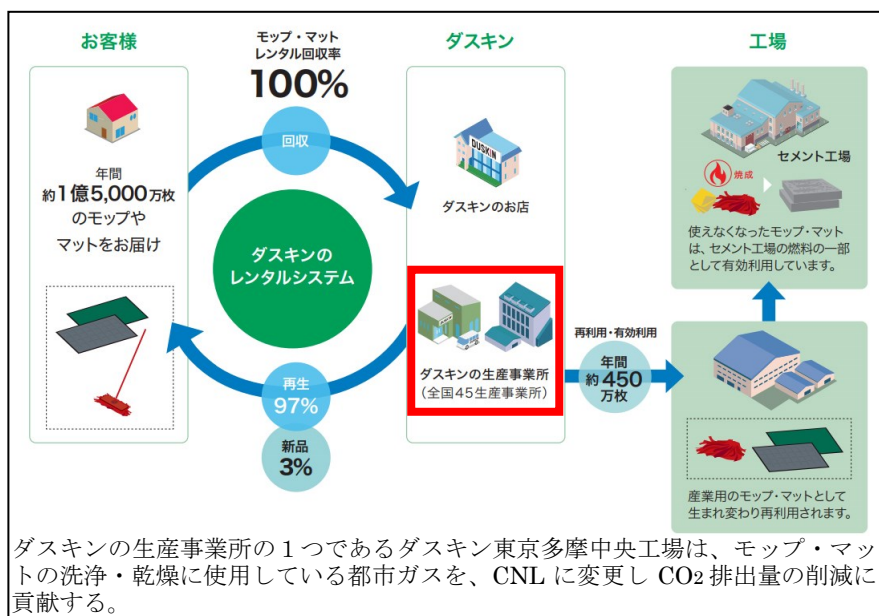 お客様
年間
約1億5,000万枚
のモップや
マットをお届け
モップ・マット
レンタル回収率
100%
回収
ダスキンの
レンタルシステム
再生
97%
新品
3%
ダスキン
DUSKIN
ダスキンのお店
ダスキンの生産事業所
（全国45生産事業所）
再利用・有効利用
年間
約450
万枚
工場
セメント工場
焼成
使えなくなったモップ・マット
は、セメント工場の燃料の一部
として有効利用しています。
産業用のモップ・マットとして
生まれ変わり再利用されます。
ダスキンの生産事業所の１つであるダスキン東京多摩中央工場は、モップ・マッ
トの洗浄・乾燥に使用している都市ガスを、CNL に変更し CO₂ 排出量の削減に
貢献する。